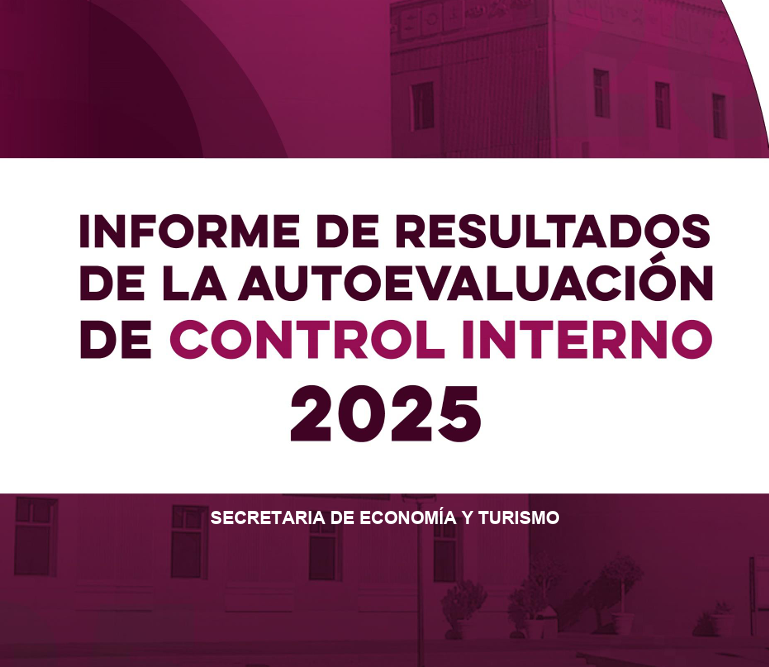 INFORME DE RESULTADOS
DE LA AUTOEVALUACIÓN
DE CONTROL INTERNO
2025
SECRETARIA DE ECONOMÍA Y TURISMO